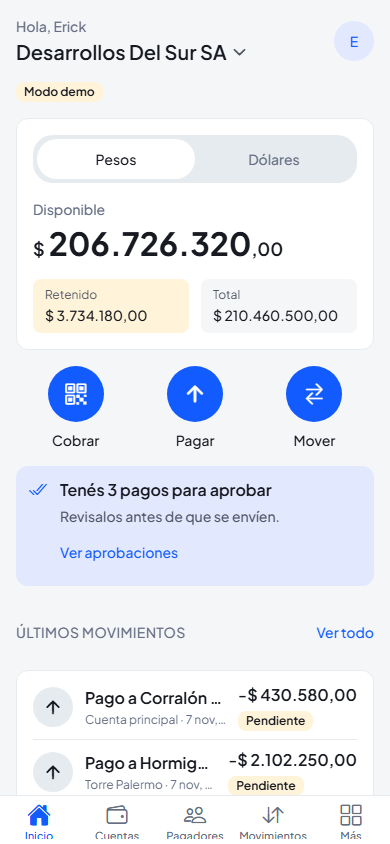 Hola, Erick
Desarrollos Del Sur SA
E
Modo demo
Pesos
Dólares
Disponible
$ 206.726.320,00
Retenido
$ 3.734.180,00
Total
$ 210.460.500,00
Cobrar
Pagar
Mover
Tenés 3 pagos para aprobar
Revisalos antes de que se envíen.
Ver aprobaciones
ÚLTIMOS MOVIMIENTOS
Ver todo
Pago a Corralón ...
-$ 430.580,00
Cuenta principal · 7 nov,...
Pendiente
Pago a Hormig...
-$ 2.102.250,00
Torre Palermo · 7 nov, ...
Pendiente
Inicio
Cuentas
Pagadores
Movimientos
Más